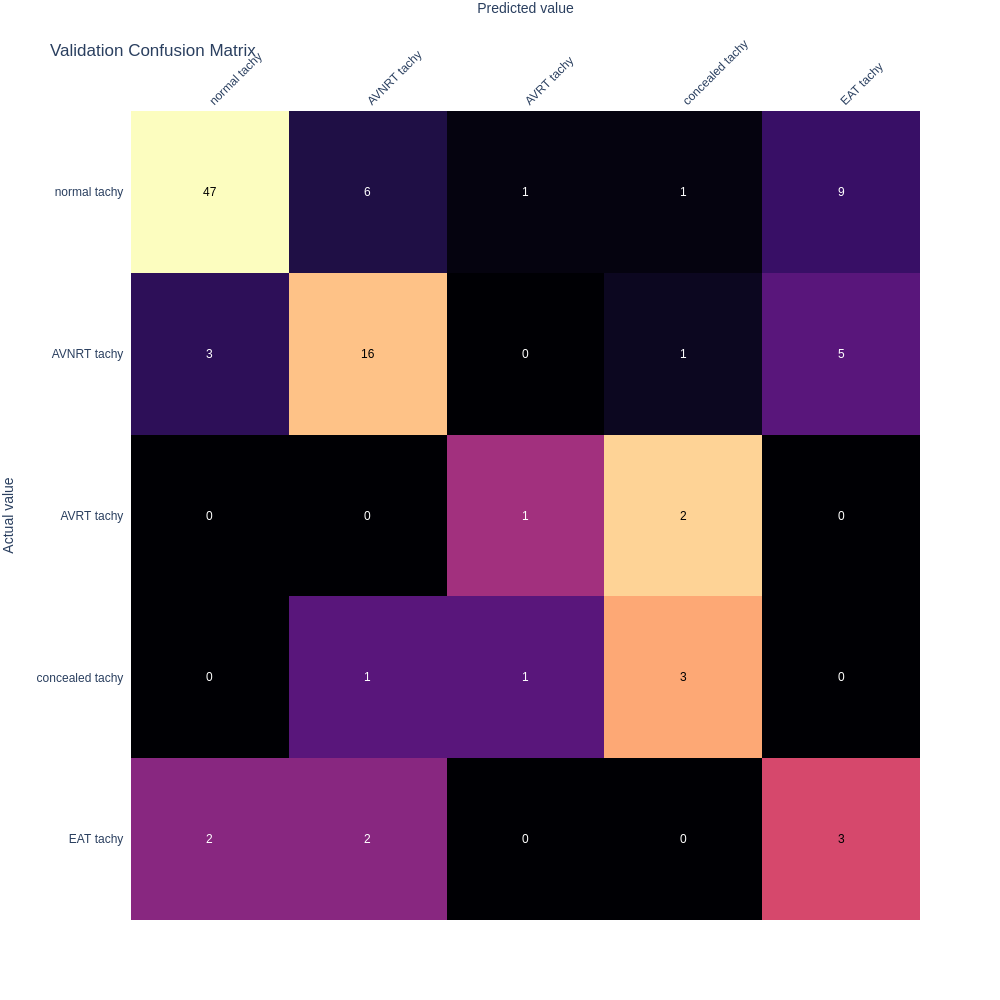 Predicted value
Validation Confusion Matrix
normal tachy
AVNRT tachy
AVRT tachy
concealed tachy
EAT tachy
normal tachy 47 6 1 1 9
AVNRT tachy 3 16 0 1 5
AVRT tachy 0 0 1 2 0
concealed tachy 0 1 1 3 0
EAT tachy 2 2 0 0 3
Actual value